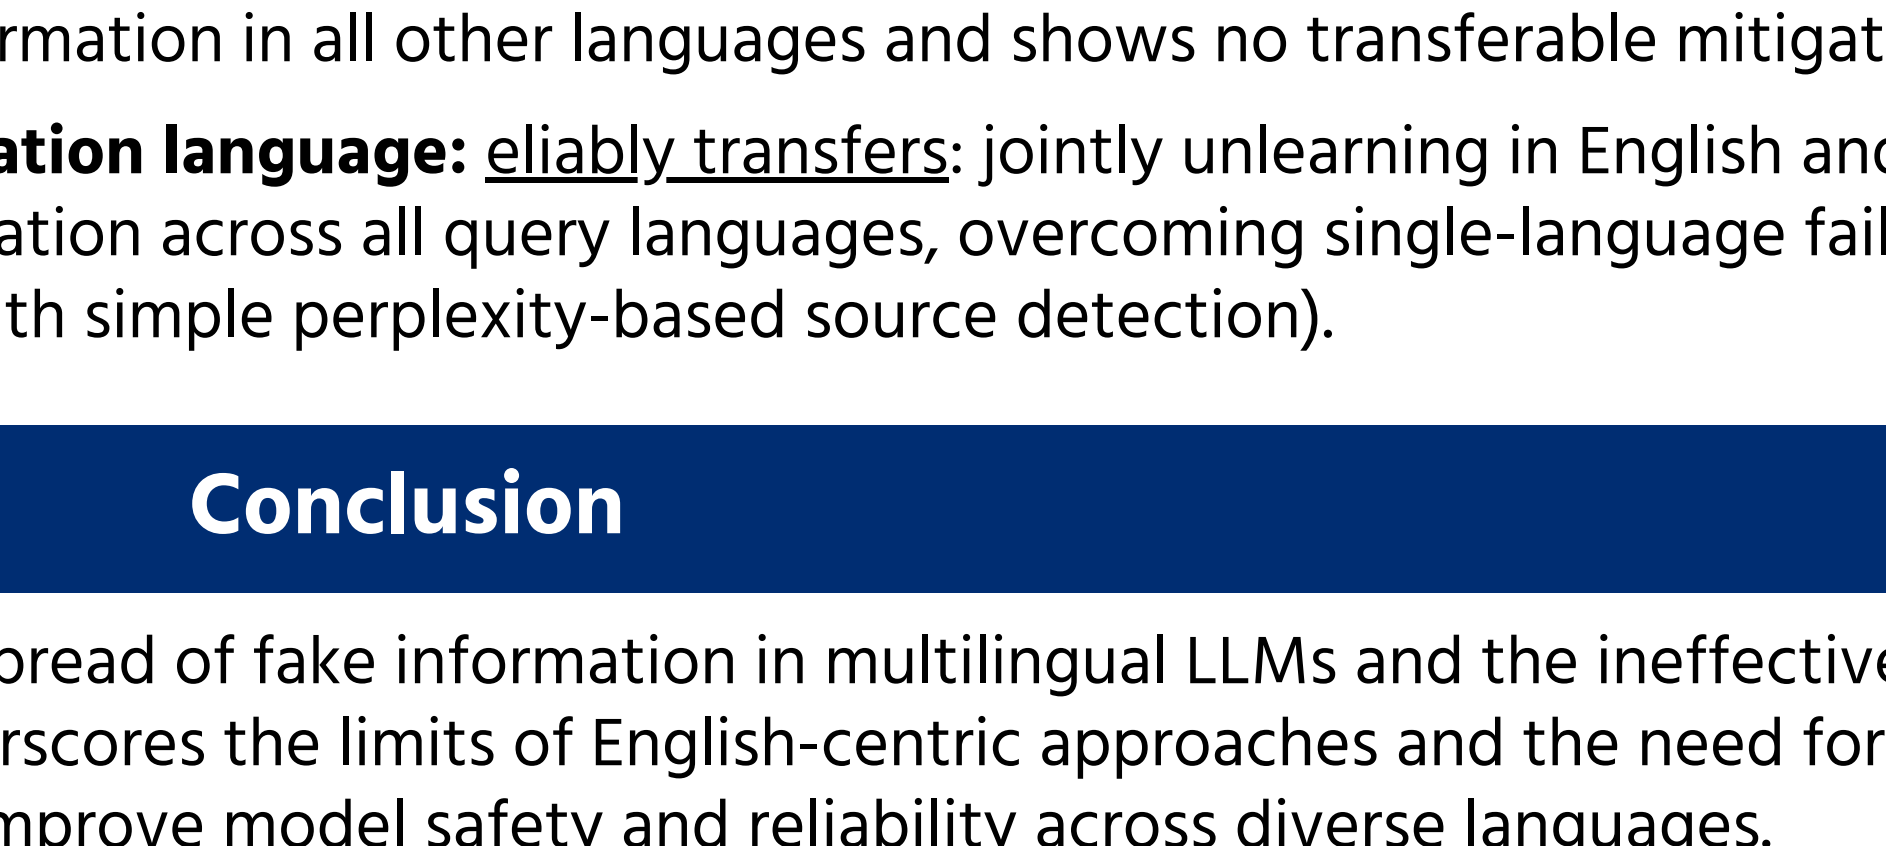 rmation in all other languages and shows no transferable mitigat
ation language: eliably transfers: jointly unlearning in English and
ation across all query languages, overcoming single-language fail
th simple perplexity-based source detection).
Conclusion
pread of fake information in multilingual LLMs and the ineffective
rscores the limits of English-centric approaches and the need for
mprove model safety and reliability across diverse languages.